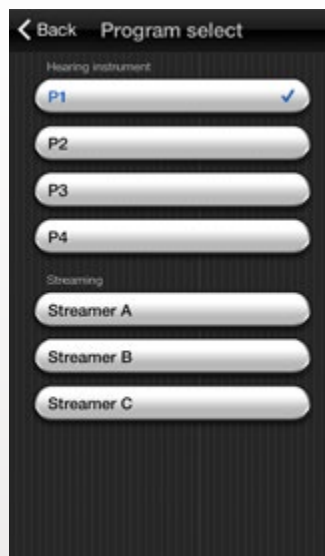 Back Program select
Hearing instrument
P1
P2
P3
P4
Streaming
Streamer A
Streamer B
Streamer C